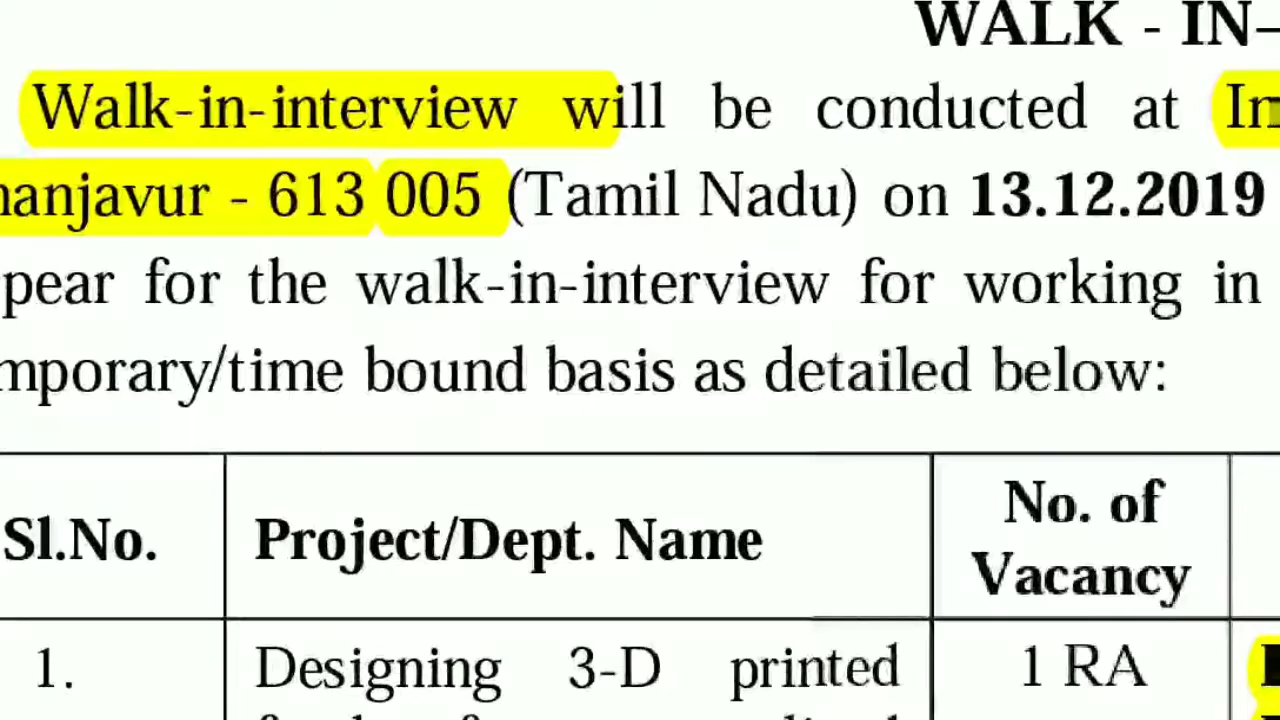 WALK - IN-
Walk-in-interview will be conducted at In
hanjavur - 613 005 (Tamil Nadu) on 13.12.2019
pear for the walk-in-interview for working in
mporary/time bound basis as detailed below:
Sl.No. Project/Dept. Name No. of Vacancy
1. Designing 3-D printed 1 RA